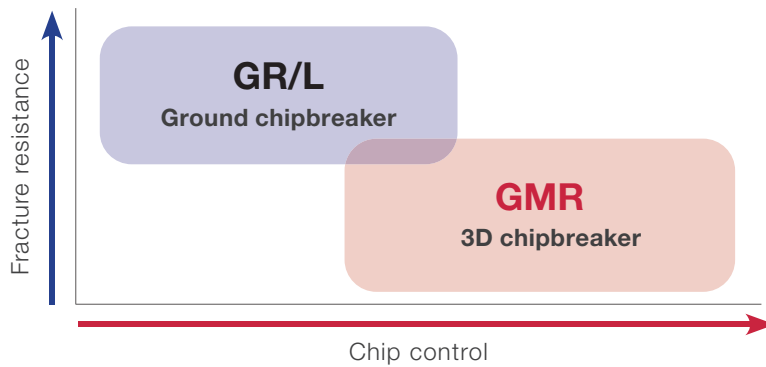 Fracture resistance
GR/L
Ground chipbreaker
GMR
3D chipbreaker
Chip control